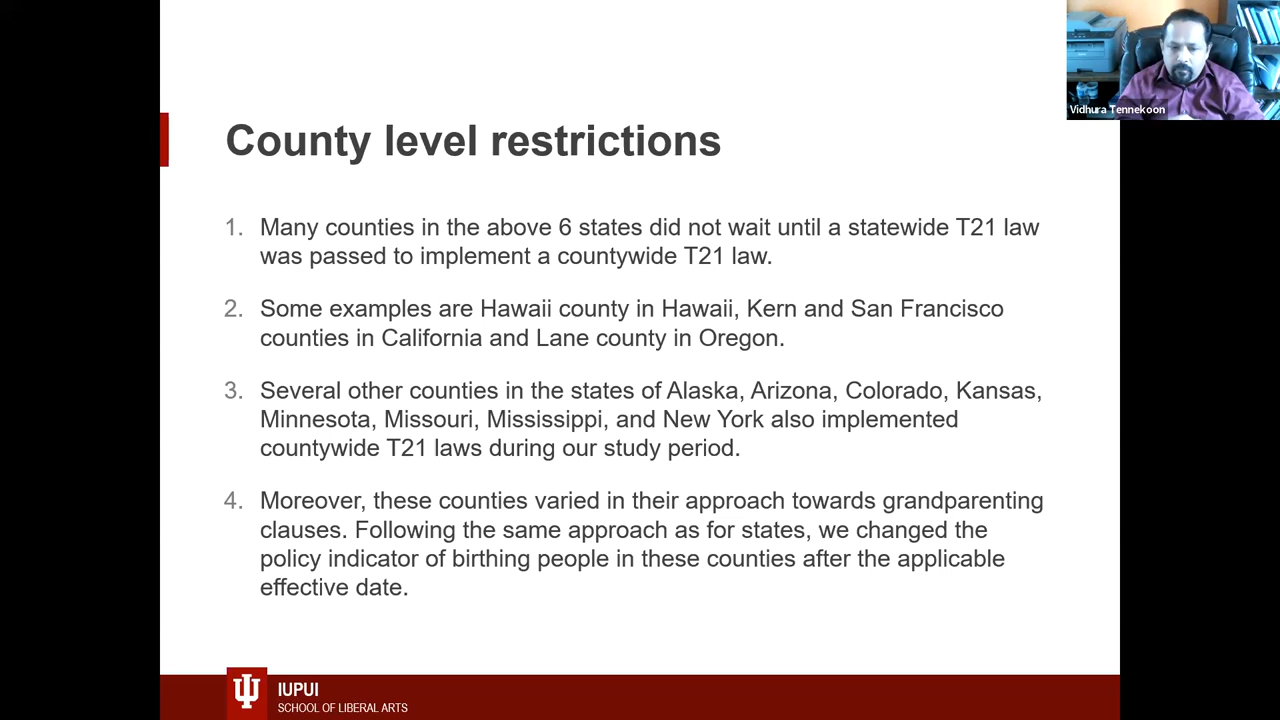 Vidhura Tennekoon
County level restrictions
1. Many counties in the above 6 states did not wait until a statewide T21 law
was passed to implement a countywide T21 law.
2. Some examples are Hawaii county in Hawaii, Kern and San Francisco
counties in California and Lane county in Oregon.
3. Several other counties in the states of Alaska, Arizona, Colorado, Kansas,
Minnesota, Missouri, Mississippi, and New York also implemented
countywide T21 laws during our study period.
4. Moreover, these counties varied in their approach towards grandparenting
clauses. Following the same approach as for states, we changed the
policy indicator of birthing people in these counties after the applicable
effective date.
IUPUI
SCHOOL OF LIBERAL ARTS